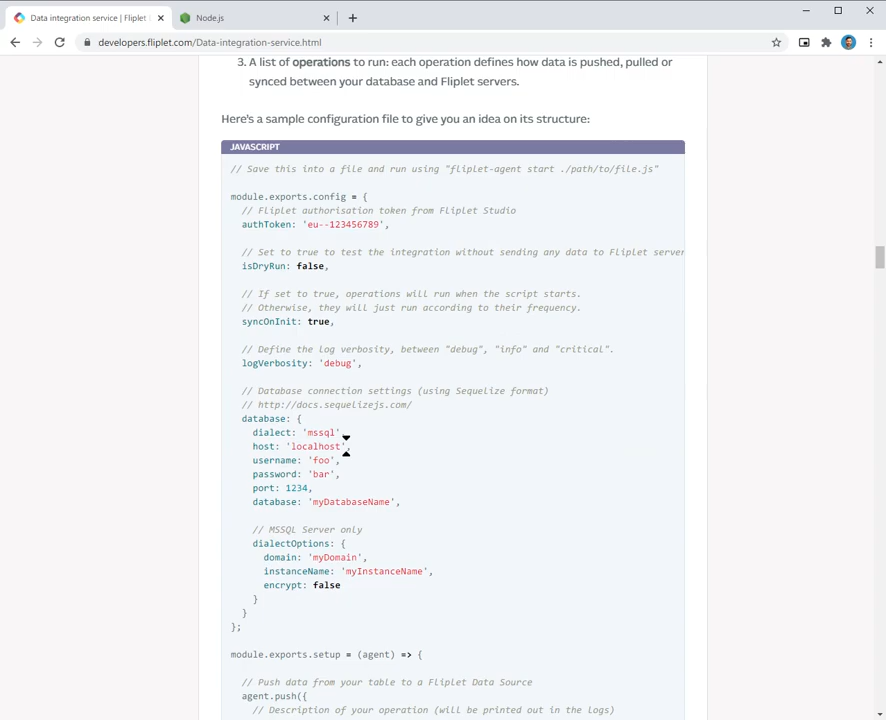 Data integration service | Fliplet
Node.js
developers.fliplet.com/Data-integration-service.html
3. A list of operations to run: each operation defines how data is pushed, pulled or
synced between your database and Fliplet servers.
Here's a sample configuration file to give you an idea on its structure:
JAVASCRIPT
// Save this into a file and run using "fliplet-agent start ./path/to/file.js"
module.exports.config = {
// Fliplet authorisation token from Fliplet Studio
authToken: 'eu--123456789',
// Set to true to test the integration without sending any data to Fliplet server
isDryRun: false,
// If set to true, operations will run when the script starts.
// Otherwise, they will just run according to their frequency.
syncOnInit: true,
// Define the log verbosity, between "debug", "info" and "critical".
logVerbosity: 'debug',
// Database connection settings (using Sequelize format)
// http://docs.sequelizejs.com/
database: {
dialect: 'mssql',
host: 'localhost',
username: 'foo',
password: 'bar',
port: 1234,
database: 'myDatabaseName',
// MSSQL Server only
dialectOptions: {
domain: 'myDomain',
instanceName: 'myInstanceName',
encrypt: false
}
}
};
module.exports.setup = (agent) => {
// Push data from your table to a Fliplet Data Source
agent.push({
// Description of your operation (will be printed out in the logs)